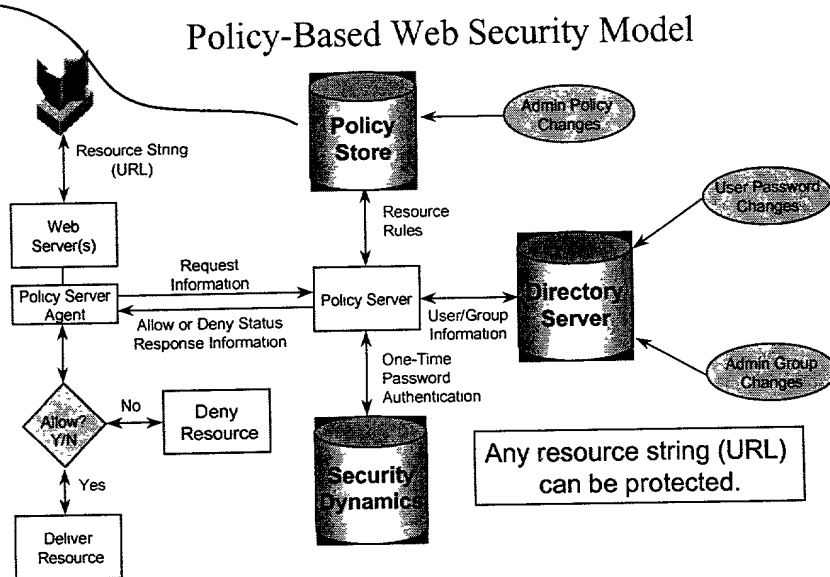 Policy-Based Web Security Model
Policy
Store
Admin Policy
Changes
Resource String
(URL)
User Password
Changes
Web
Server(s)
Resource
Rules
Request
Information
Policy Server
Agent
Policy Server
Directory
Server
Allow or Deny Status
Response Information
User/Group
Information
One-Time
Password
Authentication
Admin Group
Changes
Allow?
Y/N
No
Deny
Resource
Security
Dynamics
Any resource string (URL)
can be protected.
Yes
Deliver
Resource